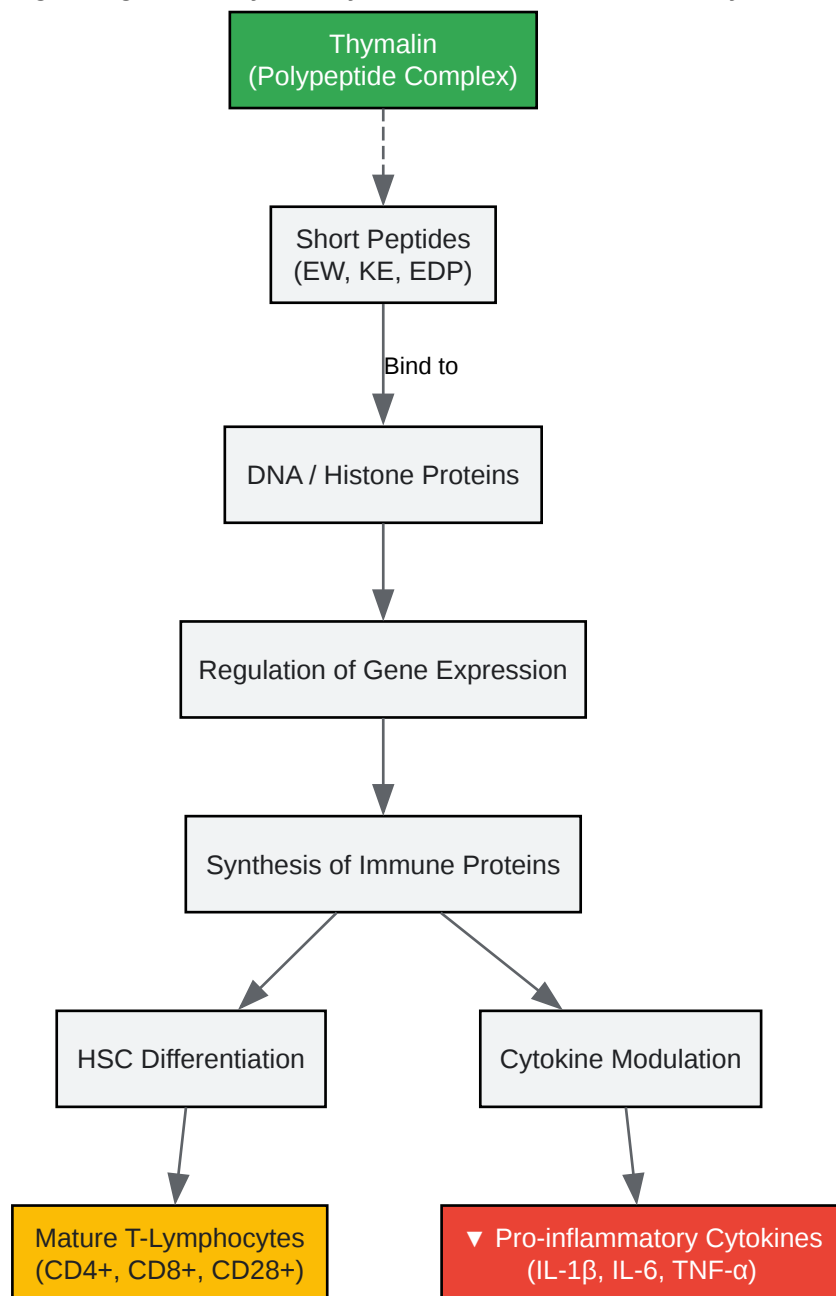 Thymalin
(Polypeptide Complex)
Short Peptides
(EW, KE, EDP)
Bind to
DNA / Histone Proteins
Regulation of Gene Expression
Synthesis of Immune Proteins
HSC Differentiation
Cytokine Modulation
Mature T-Lymphocytes
(CD4+, CD8+, CD28+)
▼ Pro-inflammatory Cytokines
(IL-1β, IL-6, TNF-α)